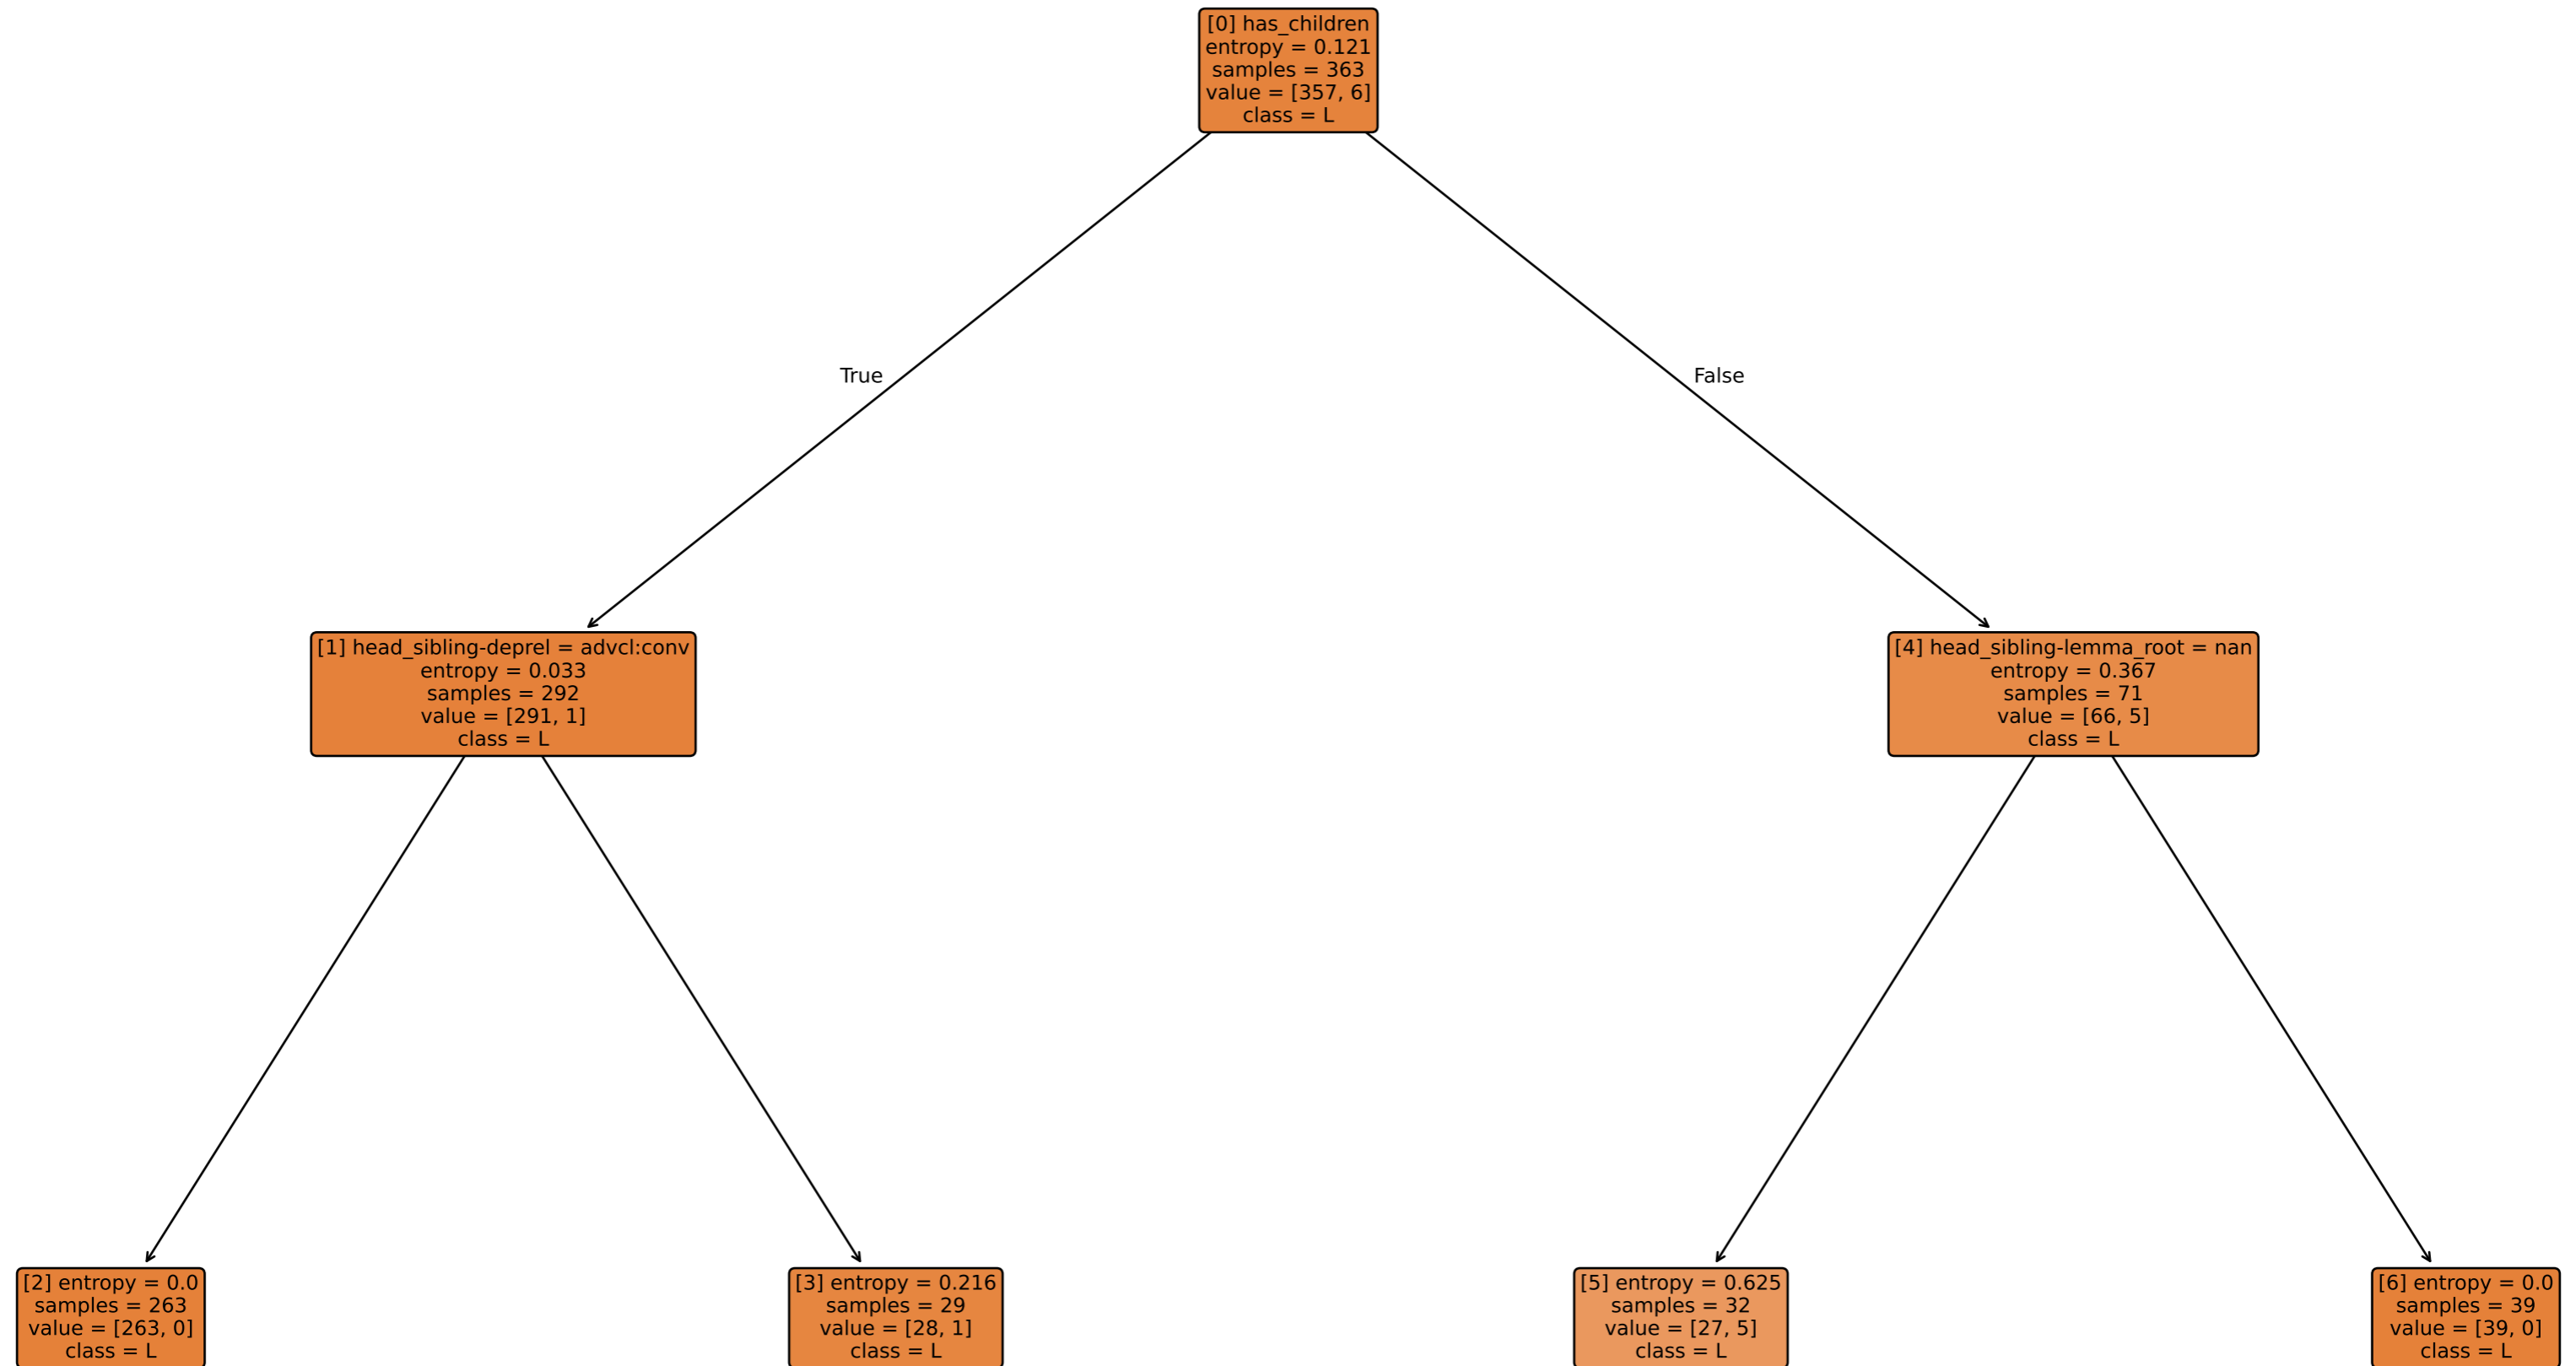 [0] has_children
entropy = 0.121
samples = 363
value = [357, 6]
class = L
True
False
[1] head_sibling-deprel = advcl:conv
entropy = 0.033
samples = 292
value = [291, 1]
class = L
[4] head_sibling-lemma_root = nan
entropy = 0.367
samples = 71
value = [66, 5]
class = L
[2] entropy = 0.0
samples = 263
value = [263, 0]
class = L
[3] entropy = 0.216
samples = 29
value = [28, 1]
class = L
[5] entropy = 0.625
samples = 32
value = [27, 5]
class = L
[6] entropy = 0.0
samples = 39
value = [39, 0]
class = L